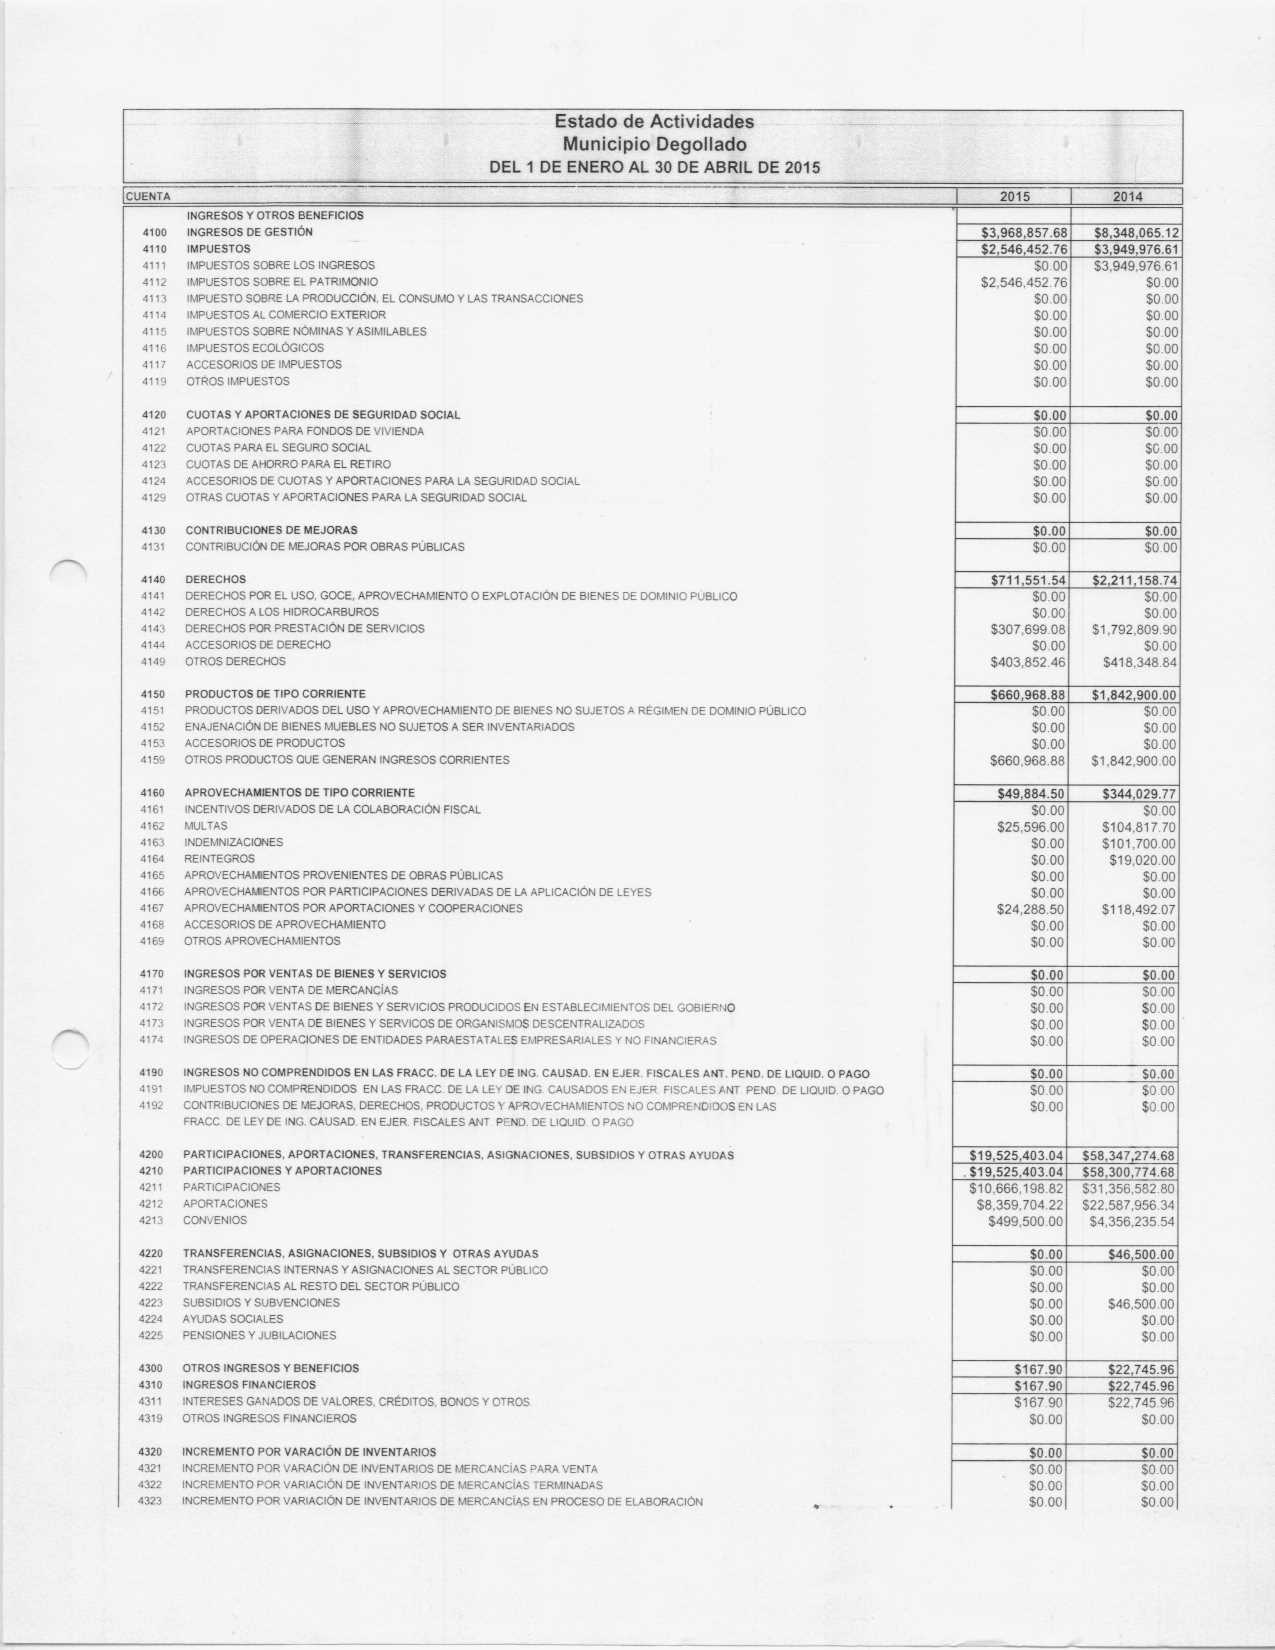 Estado de Actividades
Municipio Degollado
DEL 1 DE ENERO AL 30 DE ABRIL DE 2015
CUENTA 2015 2014
INGRESOS Y OTROS BENEFICIOS
4100 INGRESOS DE GESTIÓN $3,968,857.68 $8,348,065.12
4110 IMPUESTOS $2,546,452.76 $3,949,976.61
4111 IMPUESTOS SOBRE LOS INGRESOS $0.00 $3,949,976.61
4112 IMPUESTOS SOBRE EL PATRIMONIO $2,546,452.76 $0.00
4113 IMPUESTO SOBRE LA PRODUCCIÓN, EL CONSUMO Y LAS TRANSACCIONES $0.00 $0.00
4114 IMPUESTOS AL COMERCIO EXTERIOR $0.00 $0.00
4115 IMPUESTOS SOBRE NÓMINAS Y ASIMILABLES $0.00 $0.00
4116 IMPUESTOS ECOLÓGICOS $0.00 $0.00
4117 ACCESORIOS DE IMPUESTOS $0.00 $0.00
4119 OTROS IMPUESTOS $0.00 $0.00
4120 CUOTAS Y APORTACIONES DE SEGURIDAD SOCIAL $0.00 $0.00
4121 APORTACIONES PARA FONDOS DE VIVIENDA $0.00 $0.00
4122 CUOTAS PARA EL SEGURO SOCIAL $0.00 $0.00
4123 CUOTAS DE AHORRO PARA EL RETIRO $0.00 $0.00
4124 ACCESORIOS DE CUOTAS Y APORTACIONES PARA LA SEGURIDAD SOCIAL $0.00 $0.00
4129 OTRAS CUOTAS Y APORTACIONES PARA LA SEGURIDAD SOCIAL $0.00 $0.00
4130 CONTRIBUCIONES DE MEJORAS $0.00 $0.00
4131 CONTRIBUCIÓN DE MEJORAS POR OBRAS PÚBLICAS $0.00 $0.00
4140 DERECHOS $711,551.54 $2,211,158.74
4141 DERECHOS POR EL USO, GOCE, APROVECHAMIENTO O EXPLOTACIÓN DE BIENES DE DOMINIO PÚBLICO $0.00 $0.00
4142 DERECHOS A LOS HIDROCARBUROS $0.00 $0.00
4143 DERECHOS POR PRESTACIÓN DE SERVICIOS $307,699.08 $1,792,809.90
4144 ACCESORIOS DE DERECHO $0.00 $0.00
4149 OTROS DERECHOS $403,852.46 $418,348.84
4150 PRODUCTOS DE TIPO CORRIENTE $660,968.88 $1,842,900.00
4151 PRODUCTOS DERIVADOS DEL USO Y APROVECHAMIENTO DE BIENES NO SUJETOS A RÉGIMEN DE DOMINIO PÚBLICO $0.00 $0.00
4152 ENAJENACIÓN DE BIENES MUEBLES NO SUJETOS A SER INVENTARIADOS $0.00 $0.00
4153 ACCESORIOS DE PRODUCTOS $0.00 $0.00
4159 OTROS PRODUCTOS QUE GENERAN INGRESOS CORRIENTES $660,968.88 $1,842,900.00
4160 APROVECHAMIENTOS DE TIPO CORRIENTE $49,884.50 $344,029.77
4161 INCENTIVOS DERIVADOS DE LA COLABORACIÓN FISCAL $0.00 $0.00
4162 MULTAS $25,596.00 $104,817.70
4163 INDEMNIZACIONES $0.00 $101,700.00
4164 REINTEGROS $0.00 $19,020.00
4165 APROVECHAMIENTOS PROVENIENTES DE OBRAS PÚBLICAS $0.00 $0.00
4166 APROVECHAMIENTOS POR PARTICIPACIONES DERIVADAS DE LA APLICACIÓN DE LEYES $0.00 $0.00
4167 APROVECHAMIENTOS POR APORTACIONES Y COOPERACIONES $24,288.50 $118,492.07
4168 ACCESORIOS DE APROVECHAMIENTO $0.00 $0.00
4169 OTROS APROVECHAMIENTOS $0.00 $0.00
4170 INGRESOS POR VENTAS DE BIENES Y SERVICIOS $0.00 $0.00
4171 INGRESOS POR VENTA DE MERCANCÍAS $0.00 $0.00
4172 INGRESOS POR VENTAS DE BIENES Y SERVICIOS PRODUCIDOS EN ESTABLECIMIENTOS DEL GOBIERNO $0.00 $0.00
4173 INGRESOS POR VENTA DE BIENES Y SERVICOS DE ORGANISMOS DESCENTRALIZADOS $0.00 $0.00
4174 INGRESOS DE OPERACIONES DE ENTIDADES PARAESTATALES EMPRESARIALES Y NO FINANCIERAS $0.00 $0.00
4190 INGRESOS NO COMPRENDIDOS EN LAS FRACC. DE LA LEY DE ING. CAUSAD. EN EJER. FISCALES ANT. PEND. DE LIQUID. O PAGO $0.00 $0.00
4191 IMPUESTOS NO COMPRENDIDOS EN LAS FRACC. DE LA LEY DE ING. CAUSADOS EN EJER. FISCALES ANT. PEND. DE LIQUID. O PAGO $0.00 $0.00
4192 CONTRIBUCIONES DE MEJORAS, DERECHOS, PRODUCTOS Y APROVECHAMIENTOS NO COMPRENDIDOS EN LAS $0.00 $0.00
FRACC. DE LEY DE ING. CAUSAD. EN EJER. FISCALES ANT. PEND. DE LIQUID. O PAGO
4200 PARTICIPACIONES, APORTACIONES, TRANSFERENCIAS, ASIGNACIONES, SUBSIDIOS Y OTRAS AYUDAS $19,525,403.04 $58,347,274.68
4210 PARTICIPACIONES Y APORTACIONES $19,525,403.04 $58,300,774.68
4211 PARTICIPACIONES $10,666,198.82 $31,356,582.80
4212 APORTACIONES $8,359,704.22 $22,587,956.34
4213 CONVENIOS $499,500.00 $4,356,235.54
4220 TRANSFERENCIAS, ASIGNACIONES, SUBSIDIOS Y OTRAS AYUDAS $0.00 $46,500.00
4221 TRANSFERENCIAS INTERNAS Y ASIGNACIONES AL SECTOR PÚBLICO $0.00 $0.00
4222 TRANSFERENCIAS AL RESTO DEL SECTOR PÚBLICO $0.00 $0.00
4223 SUBSIDIOS Y SUBVENCIONES $0.00 $46,500.00
4224 AYUDAS SOCIALES $0.00 $0.00
4225 PENSIONES Y JUBILACIONES $0.00 $0.00
4300 OTROS INGRESOS Y BENEFICIOS $167.90 $22,745.96
4310 INGRESOS FINANCIEROS $167.90 $22,745.96
4311 INTERESES GANADOS DE VALORES, CRÉDITOS, BONOS Y OTROS $167.90 $22,745.96
4319 OTROS INGRESOS FINANCIEROS $0.00 $0.00
4320 INCREMENTO POR VARACIÓN DE INVENTARIOS $0.00 $0.00
4321 INCREMENTO POR VARACIÓN DE INVENTARIOS DE MERCANCÍAS PARA VENTA $0.00 $0.00
4322 INCREMENTO POR VARIACIÓN DE INVENTARIOS DE MERCANCÍAS TERMINADAS $0.00 $0.00
4323 INCREMENTO POR VARIACIÓN DE INVENTARIOS DE MERCANCÍAS EN PROCESO DE ELABORACIÓN $0.00 $0.00